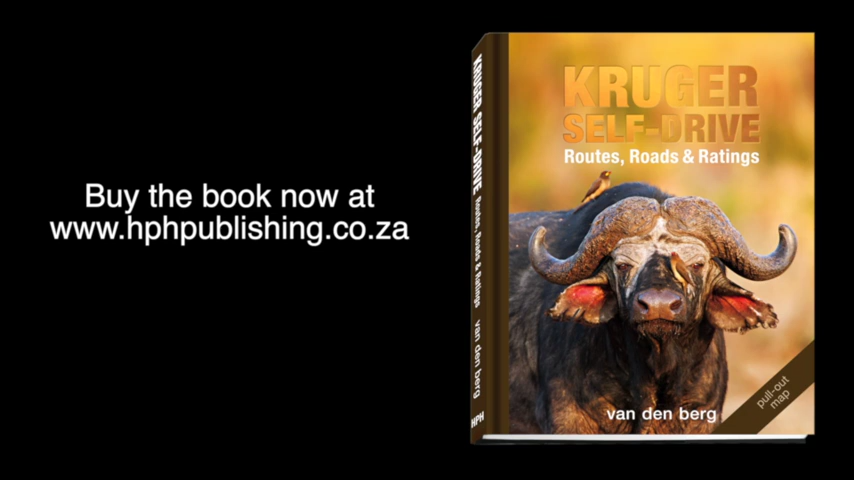 Buy the book now at
www.hphpublishing.co.za
KRUGER SELF-DRIVE Routes, Roads & Ratings van den berg HPH
KRUGER
SELF-DRIVE
Routes, Roads & Ratings
van den berg
pull-out
map